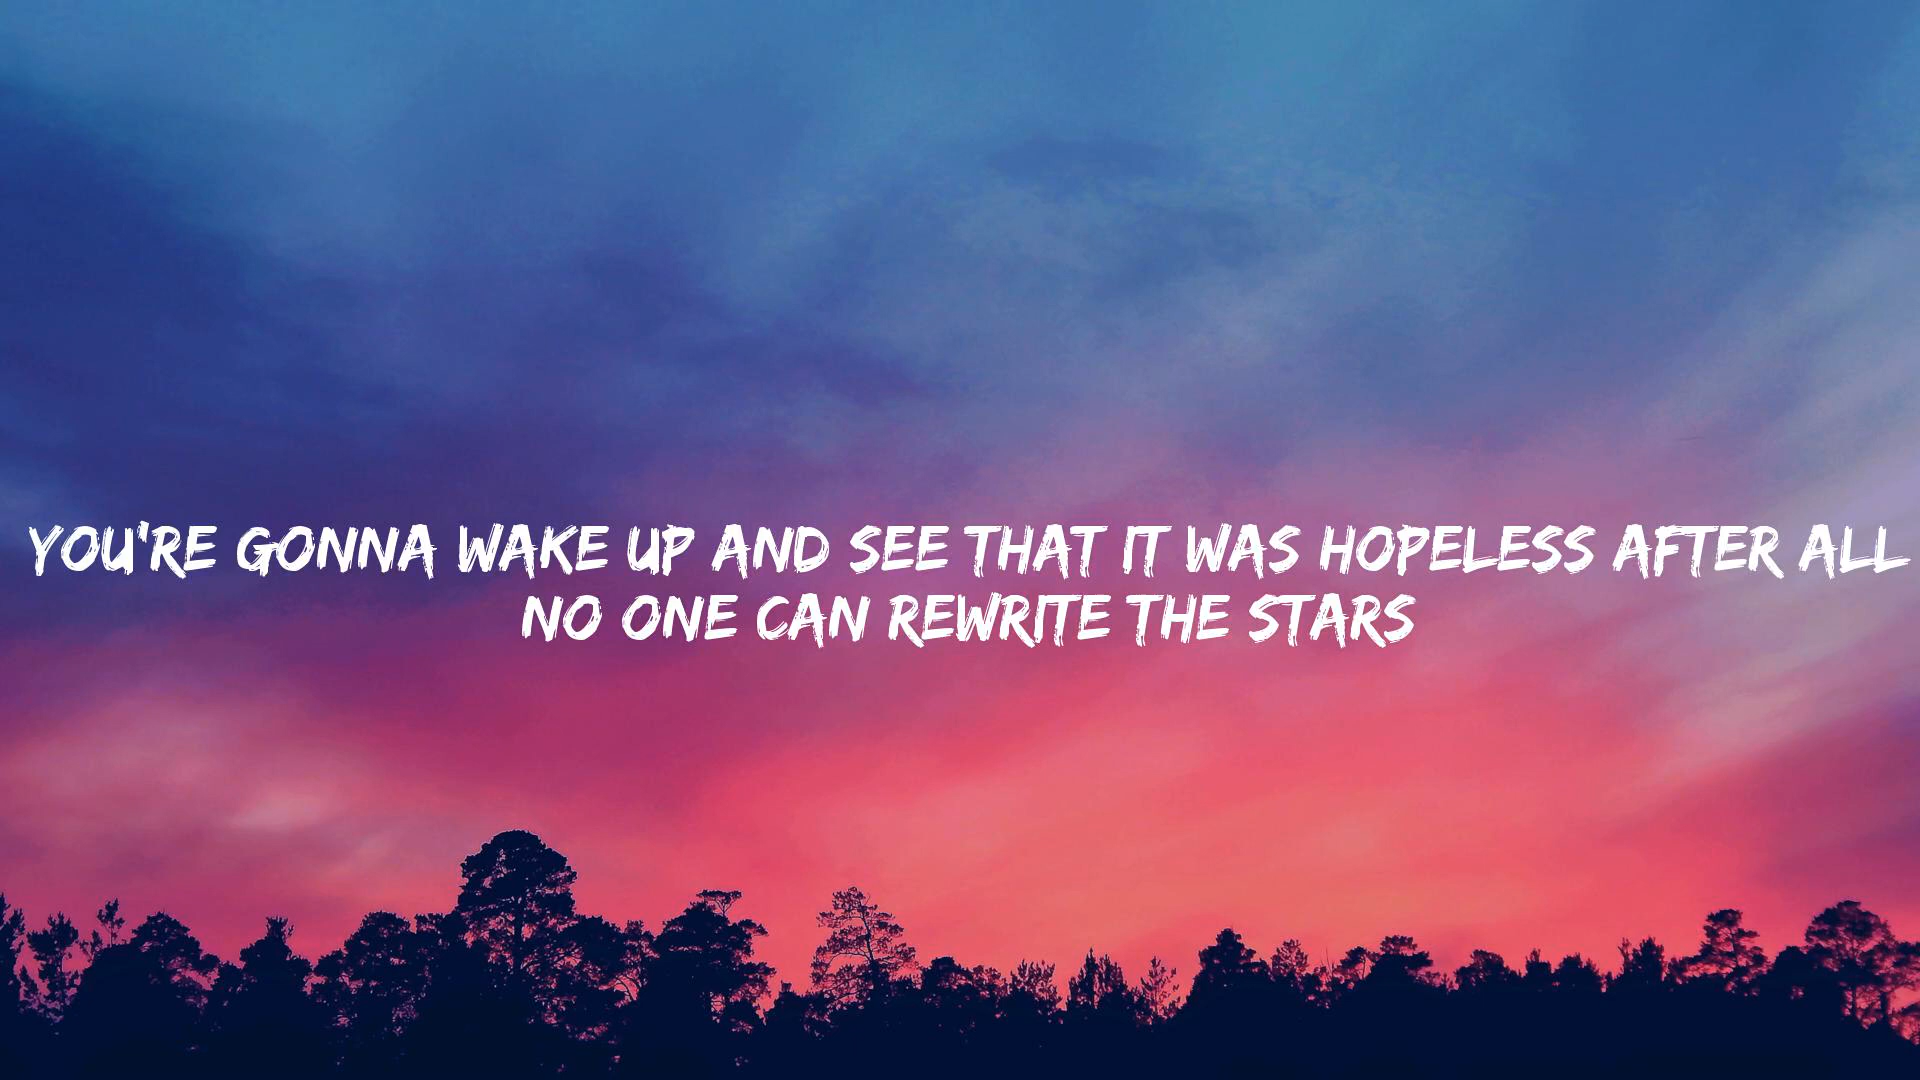 YOU'RE GONNA WAKE UP AND SEE THAT IT WAS HOPELESS AFTER ALL
NO ONE CAN REWRITE THE STARS